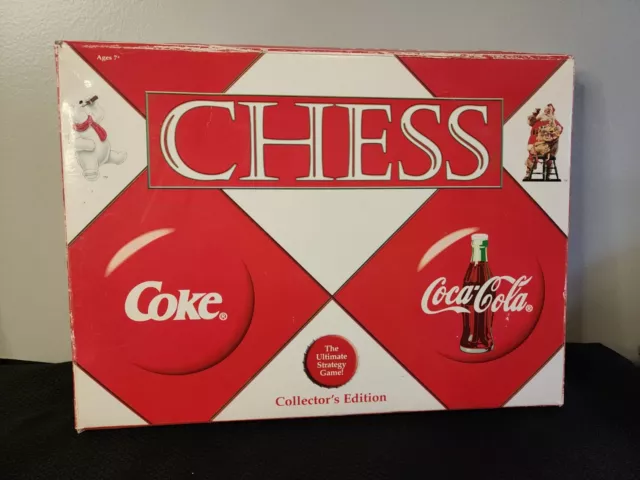 Ages 7+
CHESS
Coke®
Coca-Cola®
The
Ultimate
Strategy
Game!
Collector's Edition